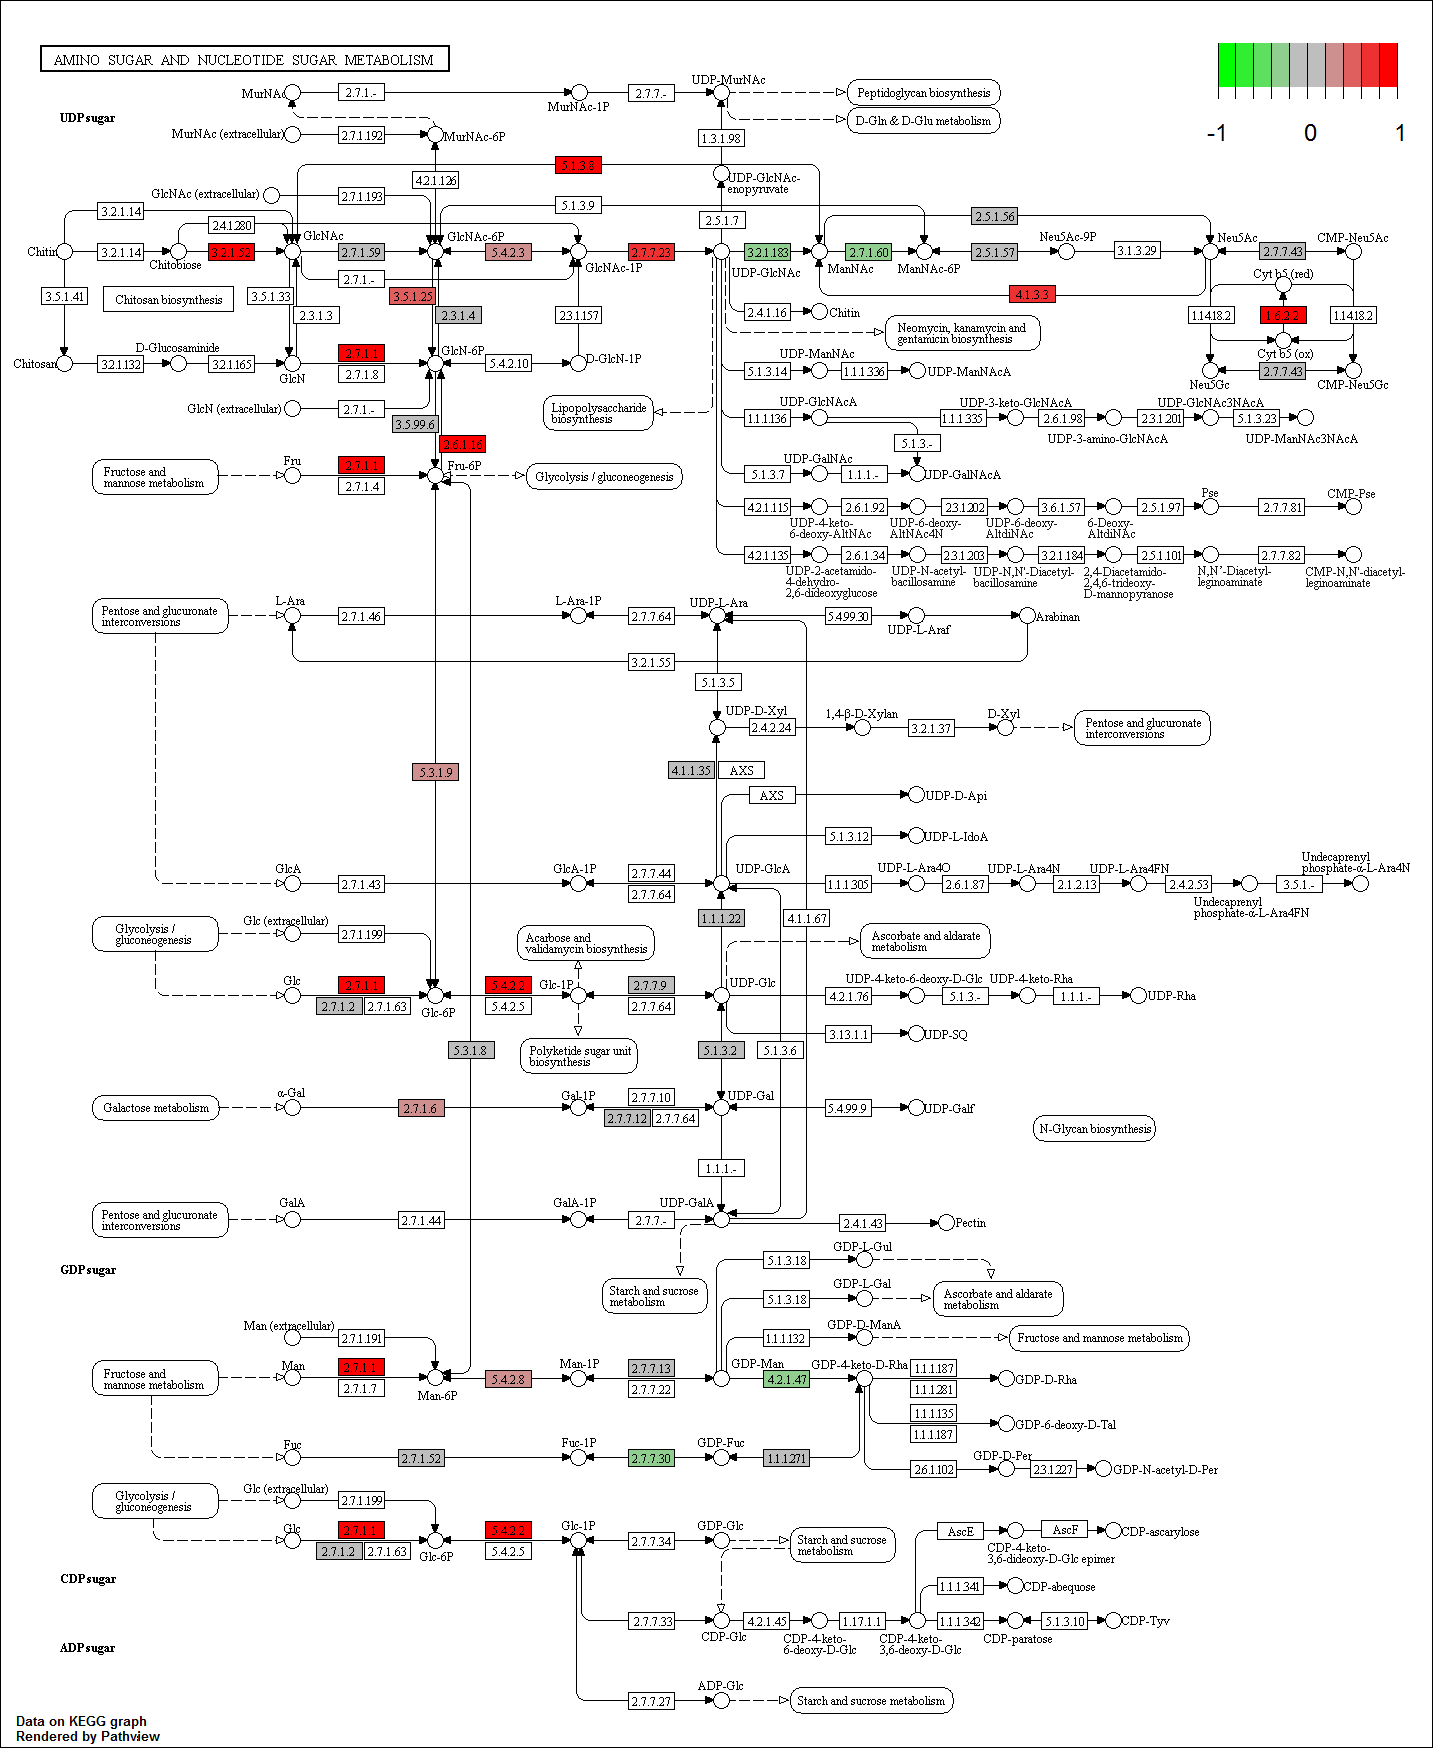 AMINO SUGAR AND NUCLEOTIDE SUGAR METABOLISM
-1 0 1
UDP sugar
MurNAc 2.7.1.- MurNAc-1P 2.7.7.- UDP-MurNAc Peptidoglycan biosynthesis
D-Gln & D-Glu metabolism
MurNAc (extracellular) 2.7.1.192 MurNAc-6P 1.3.1.98
5.1.3.8
4.2.1.126 UDP-GlcNAc-
enopyruvate
GlcNAc (extracellular) 2.7.1.193 5.1.3.9
3.2.1.14 2.4.1.280 2.5.1.7 2.5.1.56
GlcNAc GlcNAc-6P Neu5Ac-9P Neu5Ac CMP-Neu5Ac
Chitin 3.2.1.14 3.2.1.52 2.7.1.59 5.4.2.3 2.7.7.23 3.2.1.183 2.7.1.60 2.5.1.57 3.1.3.29 2.7.7.43
Chitobiose GlcNAc-1P UDP-GlcNAc ManNAc ManNAc-6P
2.7.1.- Cyt b5 (red)
3.5.1.41 Chitosan biosynthesis 3.5.1.33 3.5.1.25 4.1.3.3
2.3.1.3 2.3.1.4 2.3.1.157 2.4.1.16 Chitin 1.14.18.2 1.6.2.2 1.14.18.2
Neomycin, kanamycin and
gentamicin biosynthesis
D-Glucosaminide 2.7.1.1 GlcN-6P UDP-ManNAc Cyt b5 (ox)
Chitosan 3.2.1.132 3.2.1.165 GlcN 2.7.1.8 5.4.2.10 D-GlcN-1P 5.1.3.14 1.1.1.336 UDP-ManNAcA 2.7.7.43
Neu5Gc CMP-Neu5Gc
GlcN (extracellular) 2.7.1.- UDP-GlcNAcA UDP-3-keto-GlcNAcA UDP-GlcNAc3NAcA
Lipopolysaccharide
biosynthesis
3.5.99.6 1.1.1.136 1.1.1.335 2.6.1.98 2.3.1.201 5.1.3.23
2.6.1.16 5.1.3.- UDP-3-amino-GlcNAcA UDP-ManNAc3NAcA
Fructose and
mannose metabolism
Fru 2.7.1.1 Fru-6P Glycolysis / gluconeogenesis UDP-GalNAc
2.7.1.4 5.1.3.7 1.1.1.- UDP-GalNAcA
Pse CMP-Pse
4.2.1.115 2.6.1.92 2.3.1.202 3.6.1.57 2.5.1.97 2.7.7.81
UDP-4-keto-
6-deoxy-AltNAc
UDP-6-deoxy-
AltNAc4N
UDP-6-deoxy-
AltdiNAc
6-Deoxy-
AltdiNAc
4.2.1.135 2.6.1.34 2.3.1.203 3.2.1.184 2.5.1.101 2.7.7.82
UDP-2-acetamido-
4-dehydro-
2,6-dideoxyglucose
UDP-N-acetyl-
bacillosamine
UDP-N,N'-Diacetyl-
bacillosamine
2,4-Diacetamido-
2,4,6-trideoxy-
D-mannopyranose
N,N'-Diacetyl-
leginoaminate
CMP-N,N'-diacetyl-
leginoaminate
Pentose and glucuronate
interconversions
L-Ara 2.7.1.46 L-Ara-1P 2.7.7.64 UDP-L-Ara 5.4.99.30 UDP-L-Araf Arabinan
3.2.1.55
5.1.3.5
UDP-D-Xyl 2.4.2.24 1,4-β-D-Xylan 3.2.1.37 D-Xyl
Pentose and glucuronate
interconversions
5.3.1.9 4.1.1.35 AXS
AXS UDP-D-Api
5.1.3.12 UDP-L-IdoA
GlcA 2.7.1.43 GlcA-1P 2.7.7.44 UDP-GlcA UDP-L-Ara4O UDP-L-Ara4N UDP-L-Ara4FN
Undecaprenyl
phosphate-α-L-Ara4N
2.7.7.64 1.1.1.305 2.6.1.87 2.1.2.13 2.4.2.53 3.5.1.-
Undecaprenyl
phosphate-α-L-Ara4FN
Glycolysis /
gluconeogenesis
Glc (extracellular) 2.7.1.199 1.1.1.22 4.1.1.67
Acarbose and
validamycin biosynthesis
Ascorbate and aldarate
metabolism
Glc 2.7.1.1 5.4.2.2 Glc-1P 2.7.7.9 UDP-Glc UDP-4-keto-6-deoxy-D-Glc UDP-4-keto-Rha
2.7.1.2 2.7.1.63 Glc-6P 5.4.2.5 2.7.7.64 4.2.1.76 5.1.3.- 1.1.1.- UDP-Rha
3.13.1.1 UDP-SQ
5.3.1.8 Polyketide sugar unit
biosynthesis
5.1.3.2 5.1.3.6
Galactose metabolism α-Gal 2.7.1.6 Gal-1P 2.7.7.10 UDP-Gal 5.4.99.9 UDP-Galf
2.7.7.12 2.7.7.64
N-Glycan biosynthesis
1.1.1.-
Pentose and glucuronate
interconversions
GalA 2.7.1.44 GalA-1P 2.7.7.- UDP-GalA 2.4.1.43 Pectin
GDP sugar
Starch and sucrose
metabolism
5.1.3.18 GDP-L-Gul
5.1.3.18 GDP-L-Gal
Ascorbate and aldarate
metabolism
Man (extracellular) 2.7.1.191 1.1.1.132 GDP-D-ManA Fructose and mannose metabolism
Fructose and
mannose metabolism
Man 2.7.1.1 Man-6P 5.4.2.8 Man-1P 2.7.7.13 GDP-Man 4.2.1.47 GDP-4-keto-D-Rha 1.1.1.187
2.7.1.7 2.7.7.22 1.1.1.281 GDP-D-Rha
1.1.1.135
1.1.1.187 GDP-6-deoxy-D-Tal
Fuc 2.7.1.52 Fuc-1P 2.7.7.30 GDP-Fuc 1.1.1.271 GDP-D-Per
2.6.1.102 2.3.1.227 GDP-N-acetyl-D-Per
Glycolysis /
gluconeogenesis
Glc (extracellular) 2.7.1.199
Glc 2.7.1.1 5.4.2.2 Glc-1P 2.7.7.34 GDP-Glc
2.7.1.2 2.7.1.63 Glc-6P 5.4.2.5
Starch and sucrose
metabolism
AscE AscF CDP-ascarylose
CDP-4-keto-
3,6-dideoxy-D-Glc epimer
CDP sugar
1.1.1.341 CDP-abequose
2.7.7.33 CDP-Glc 4.2.1.45 1.17.1.1 1.1.1.342 5.1.3.10 CDP-Tyv
CDP-4-keto-
6-deoxy-D-Glc
CDP-4-keto-
3,6-deoxy-D-Glc
CDP-paratose
ADP sugar
2.7.7.27 ADP-Glc Starch and sucrose metabolism
Data on KEGG graph
Rendered by Pathview